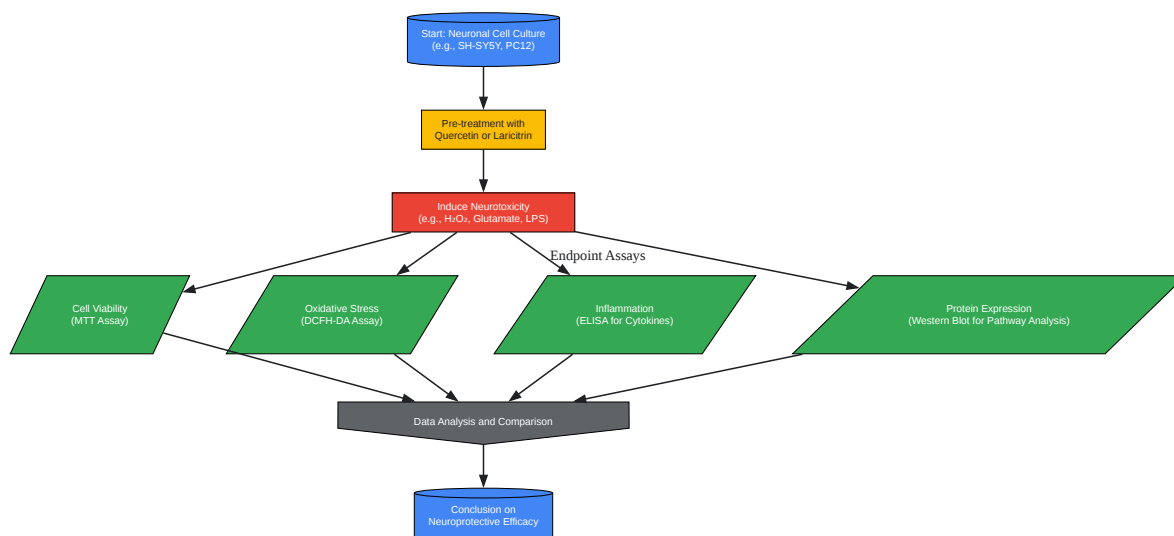 Start: Neuronal Cell Culture
(e.g., SH-SY5Y, PC12)
Pre-treatment with
Quercetin or Laricitrin
Induce Neurotoxicity
(e.g., H₂O₂, Glutamate, LPS)
Endpoint Assays
Cell Viability
(MTT Assay)
Oxidative Stress
(DCFH-DA Assay)
Inflammation
(ELISA for Cytokines)
Protein Expression
(Western Blot for Pathway Analysis)
Data Analysis and Comparison
Conclusion on
Neuroprotective Efficacy